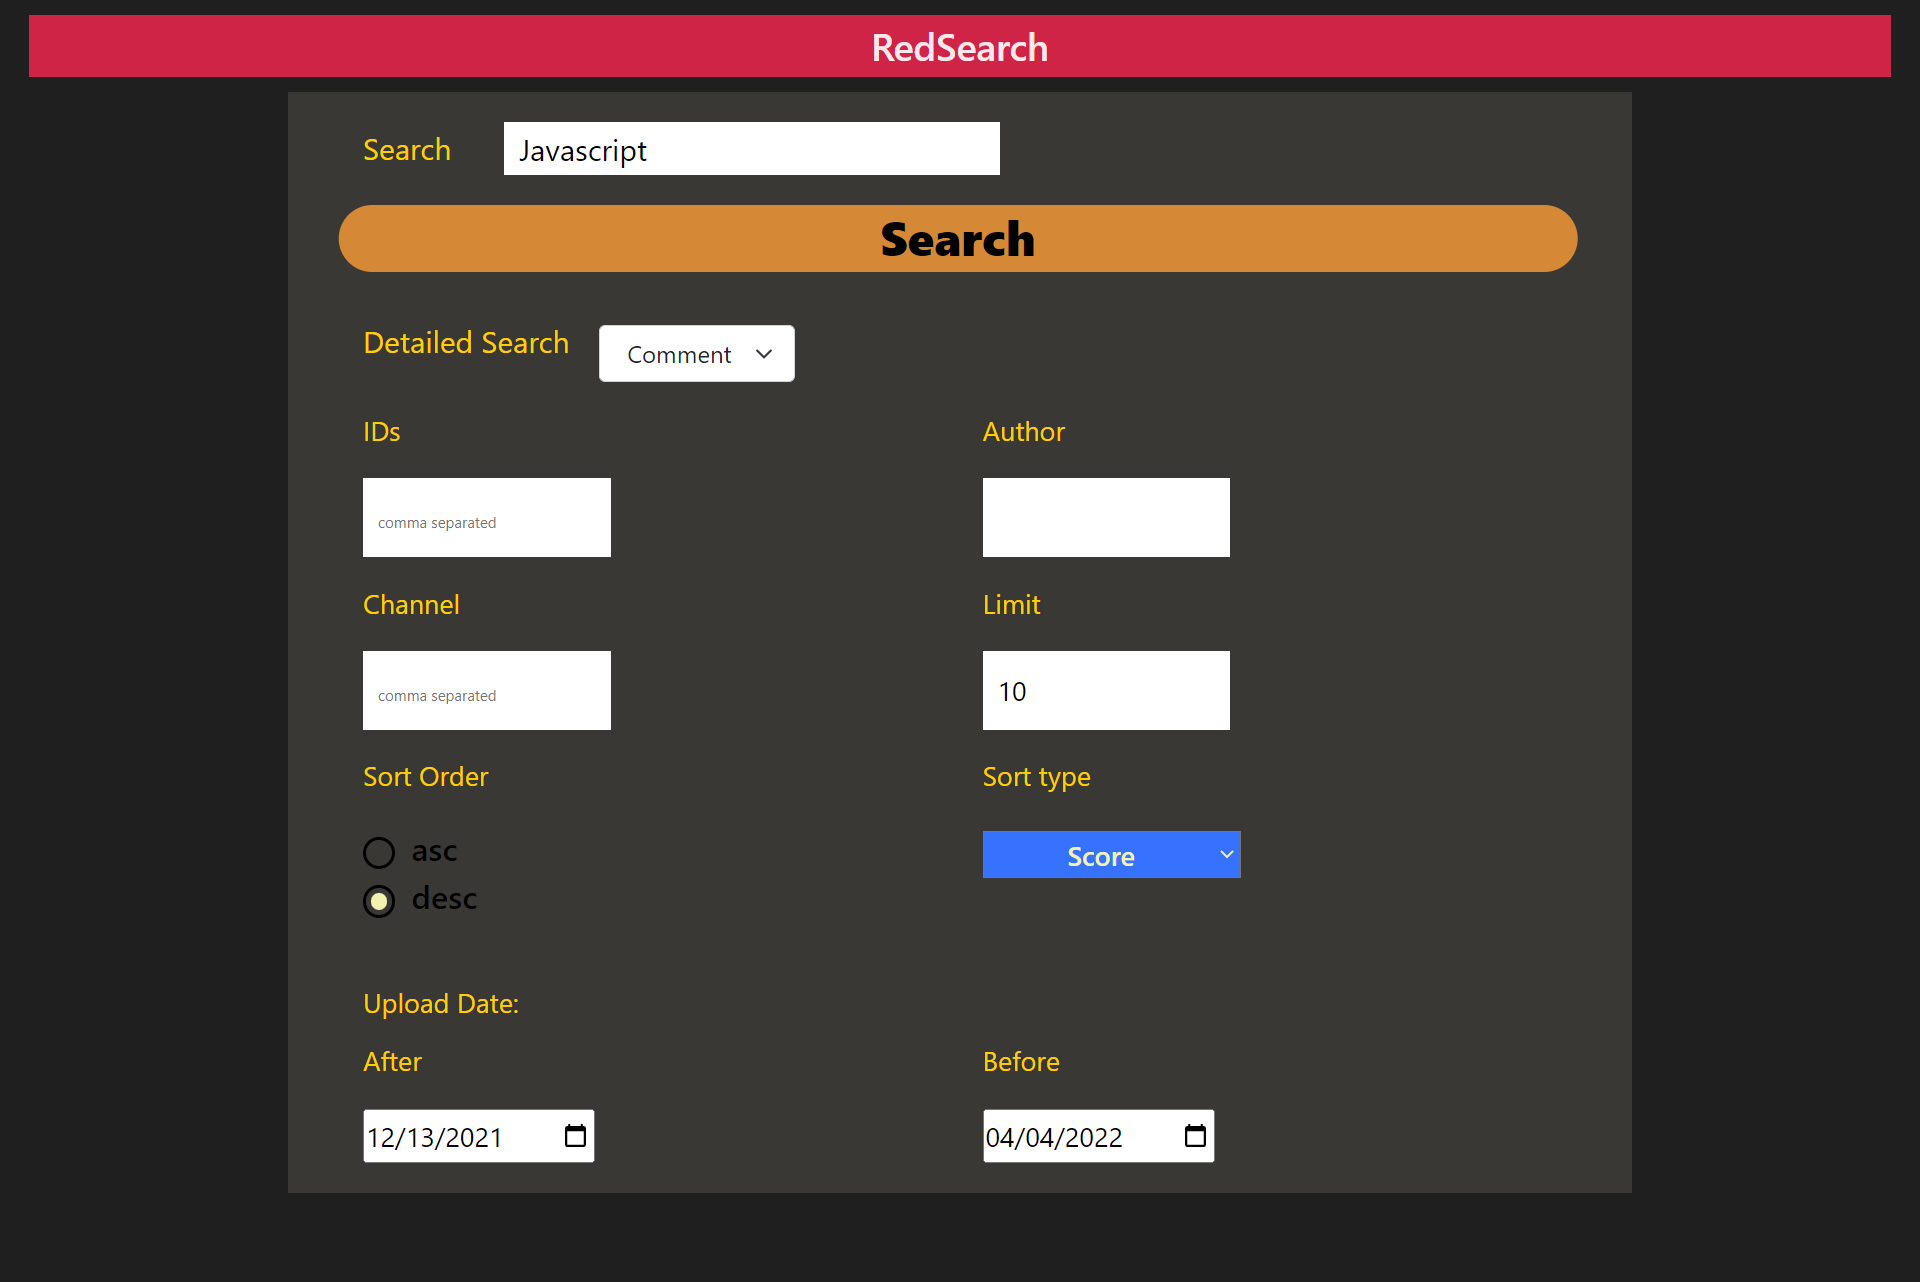 RedSearch
Search Javascript
Search
Detailed Search Comment
IDs Author
comma separated
Channel Limit
comma separated 10
Sort Order Sort type
asc Score
desc
Upload Date:
After Before
12/13/2021 04/04/2022